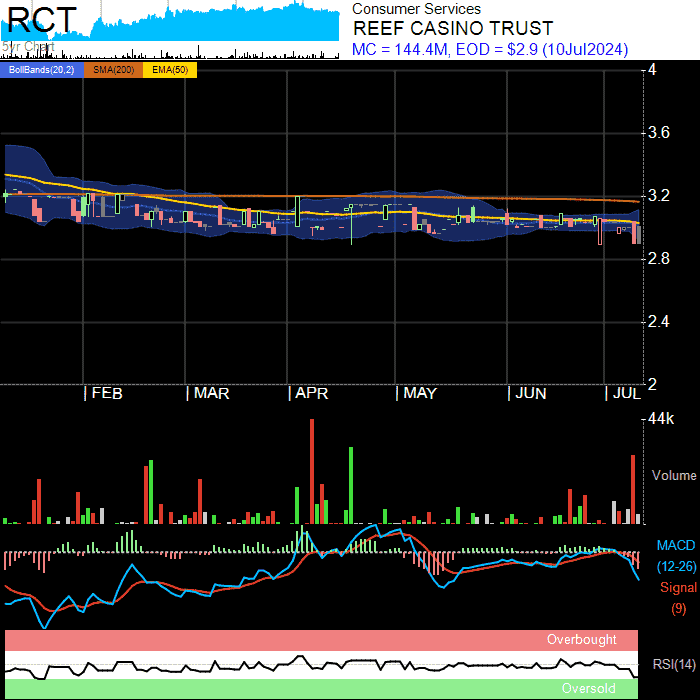 RCT
5yr Chart
Consumer Services
REEF CASINO TRUST
MC = 144.4M, EOD = $2.9 (10Jul2024)
BollBands(20,2) SMA(200) EMA(50)
4
3.6
3.2
2.8
2.4
2
FEB MAR APR MAY JUN JUL
44k
Volume
MACD
(12-26)
Signal
(9)
Overbought
RSI(14)
Oversold